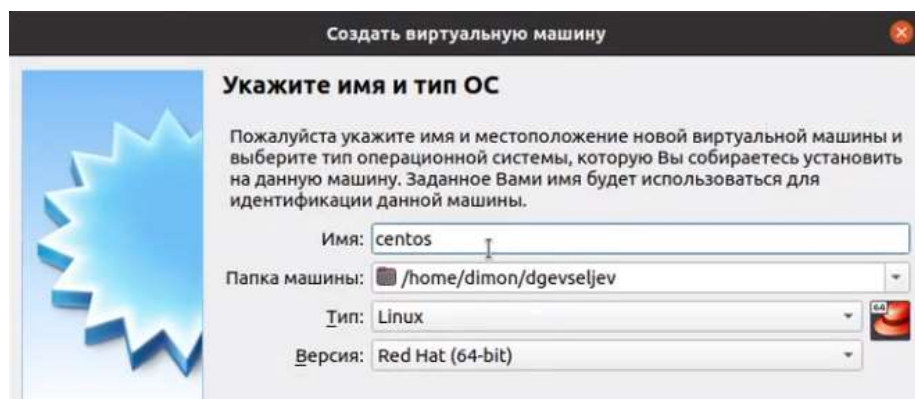 Создать виртуальную машину
Укажите имя и тип ОС
Пожалуйста укажите имя и местоположение новой виртуальной машины и
выберите тип операционной системы, которую Вы собираетесь установить
на данную машину. Заданное Вами имя будет использоваться для
идентификации данной машины.
Имя: centos
Папка машины: /home/dimon/dgevseljev
Тип: Linux
64
Версия: Red Hat (64-bit)